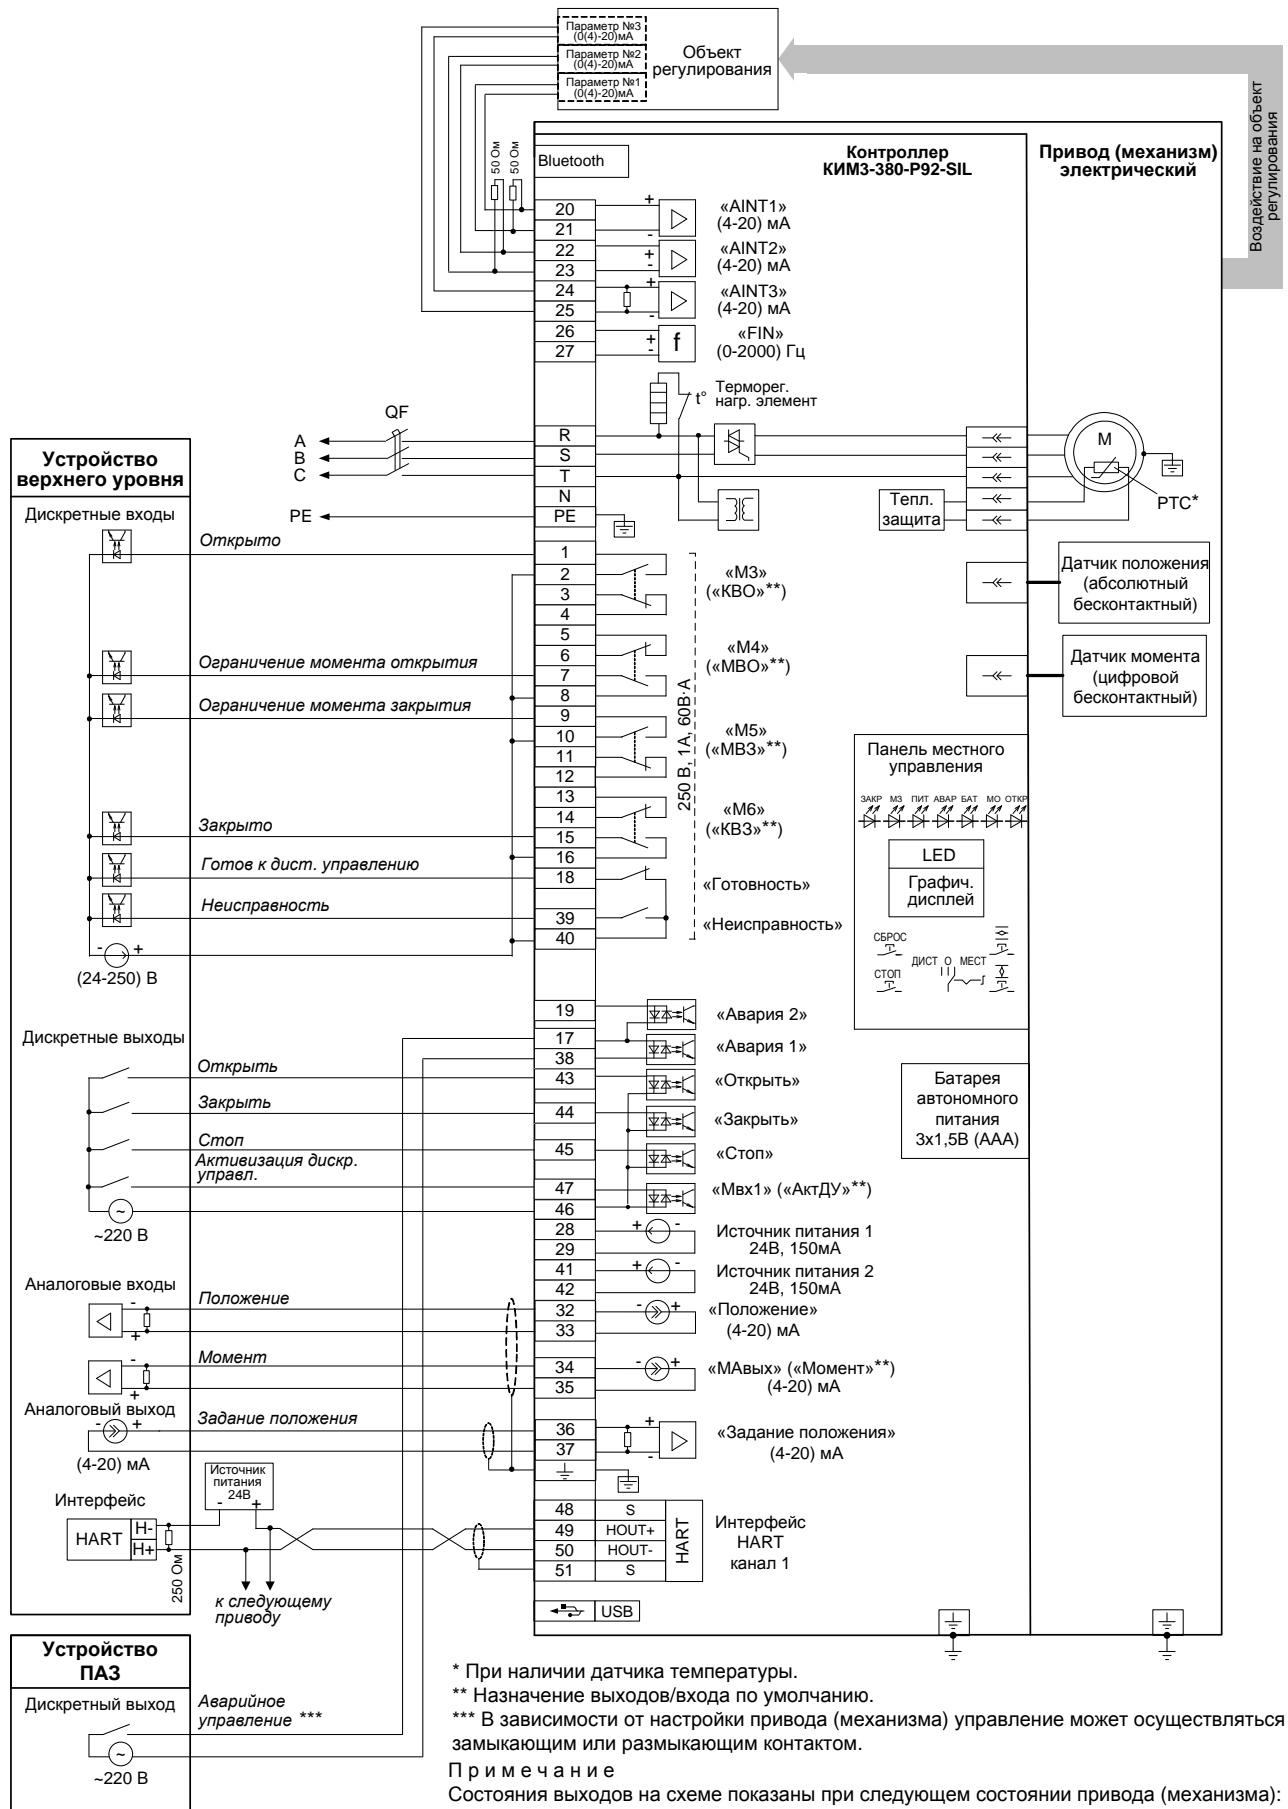 Параметр №3
(0(4)-20)мА
Параметр №2
(0(4)-20)мА
Параметр №1
(0(4)-20)мА
Объект
регулирования
Воздействие на объект
регулирования
50 Ом
50 Ом
Bluetooth
Контроллер
КИМ3-380-Р92-SIL
Привод (механизм)
электрический
20
21
22
23
24
25
26
27
+
-
«AINT1»
(4-20) мА
+
-
«AINT2»
(4-20) мА
+
-
«AINT3»
(4-20) мА
+
-
f
«FIN»
(0-2000) Гц
t°
Терморег.
нагр. элемент
QF
A
B
C
PE
R
S
T
N
PE
M
PTC*
Тепл.
защита
Устройство
верхнего уровня
Дискретные входы
Открыто
Ограничение момента открытия
Ограничение момента закрытия
Закрыто
Готов к дист. управлению
Неисправность
- +
(24-250) В
1
2
3
4
5
6
7
8
9
10
11
12
13
14
15
16
18
39
40
«М3»
(«КВО»**)
«М4»
(«МВО»**)
«М5»
(«МВЗ»**)
«М6»
(«КВЗ»**)
«Готовность»
«Неисправность»
250 В, 1А, 60В·А
Датчик положения
(абсолютный
бесконтактный)
Датчик момента
(цифровой
бесконтактный)
Панель местного
управления
ЗАКР МЗ ПИТ АВАР БАТ МО ОТКР
LED
Графич.
дисплей
СБРОС
СТОП
ДИСТ О МЕСТ
Дискретные выходы
Открыть
Закрыть
Стоп
Активизация дискр.
управл.
~
~220 В
19
17
38
43
44
45
47
46
28
29
41
42
32
33
34
35
36
37
«Авария 2»
«Авария 1»
«Открыть»
«Закрыть»
«Стоп»
«Мвх1» («АктДУ»**)
+ -
Источник питания 1
24В, 150мА
+ -
Источник питания 2
24В, 150мА
- +
«Положение»
(4-20) мА
- +
«МАвых» («Момент»**)
(4-20) мА
+
-
«Задание положения»
(4-20) мА
Батарея
автономного
питания
3х1,5В (ААА)
Аналоговые входы
-
+
Положение
-
+
Момент
Аналоговый выход
- +
Задание положения
(4-20) мА
Источник
питания
24В
- +
Интерфейс
HART
H-
H+
250 Ом
к следующему
приводу
48 S
49 HOUT+
50 HOUT-
51 S
HART
Интерфейс
HART
канал 1
USB
Устройство
ПАЗ
Дискретный выход
Аварийное
управление ***
~
~220 В
* При наличии датчика температуры.
** Назначение выходов/входа по умолчанию.
*** В зависимости от настройки привода (механизма) управление может осуществляться
замыкающим или размыкающим контактом.
П р и м е ч а н и е
Состояния выходов на схеме показаны при следующем состоянии привода (механизма):